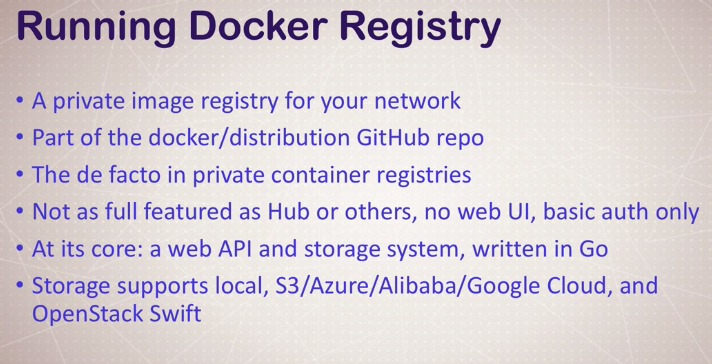 Running Docker Registry
• A private image registry for your network
• Part of the docker/distribution GitHub repo
• The de facto in private container registries
• Not as full featured as Hub or others, no web UI, basic auth only
• At its core: a web API and storage system, written in Go
• Storage supports local, S3/Azure/Alibaba/Google Cloud, and
OpenStack Swift